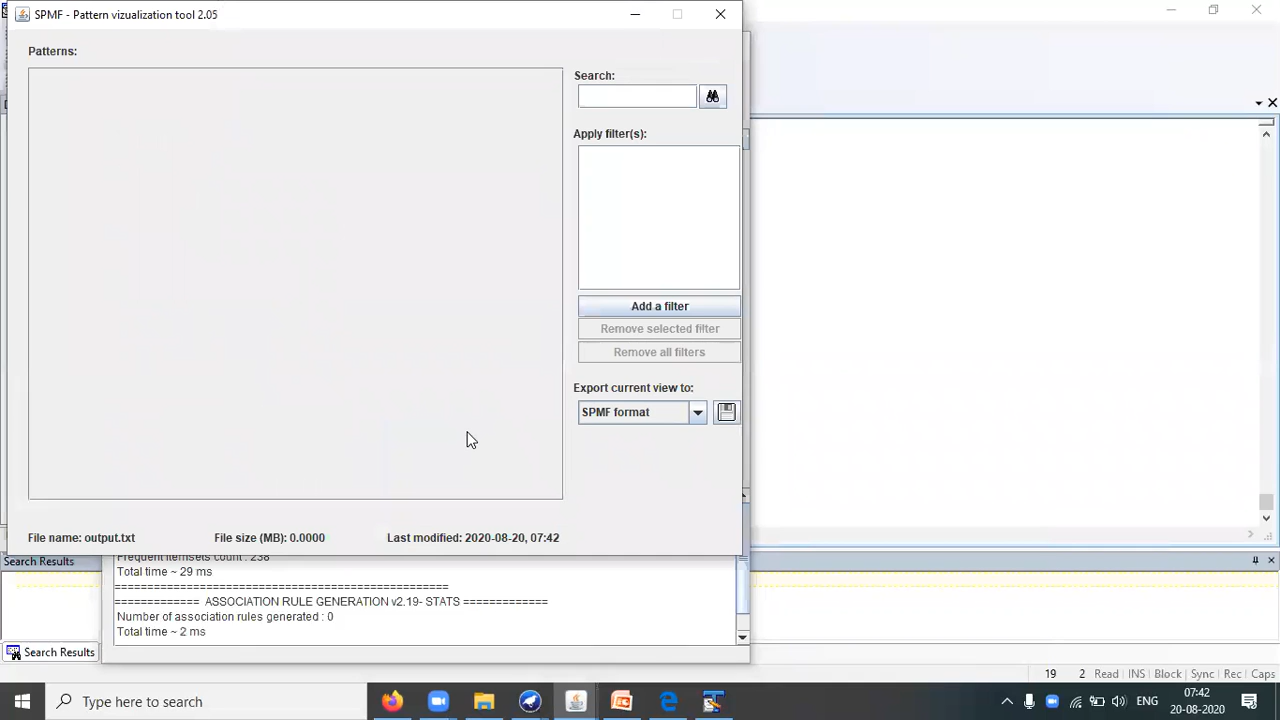 SPMF - Pattern vizualization tool 2.05
Patterns:
Search:
Apply filter(s):
Add a filter
Remove selected filter
Remove all filters
Export current view to:
SPMF format
File name: output.txt
File size (MB): 0.0000
Last modified: 2020-08-20, 07:42
Frequent itemsets count : 238
Total time ~ 29 ms
===================================================
============= ASSOCIATION RULE GENERATION v2.19- STATS =============
Number of association rules generated : 0
Total time ~ 2 ms
Search Results
Search Results
19 2 Read INS Block Sync Rec Caps
Type here to search
ENG
07:42
20-08-2020